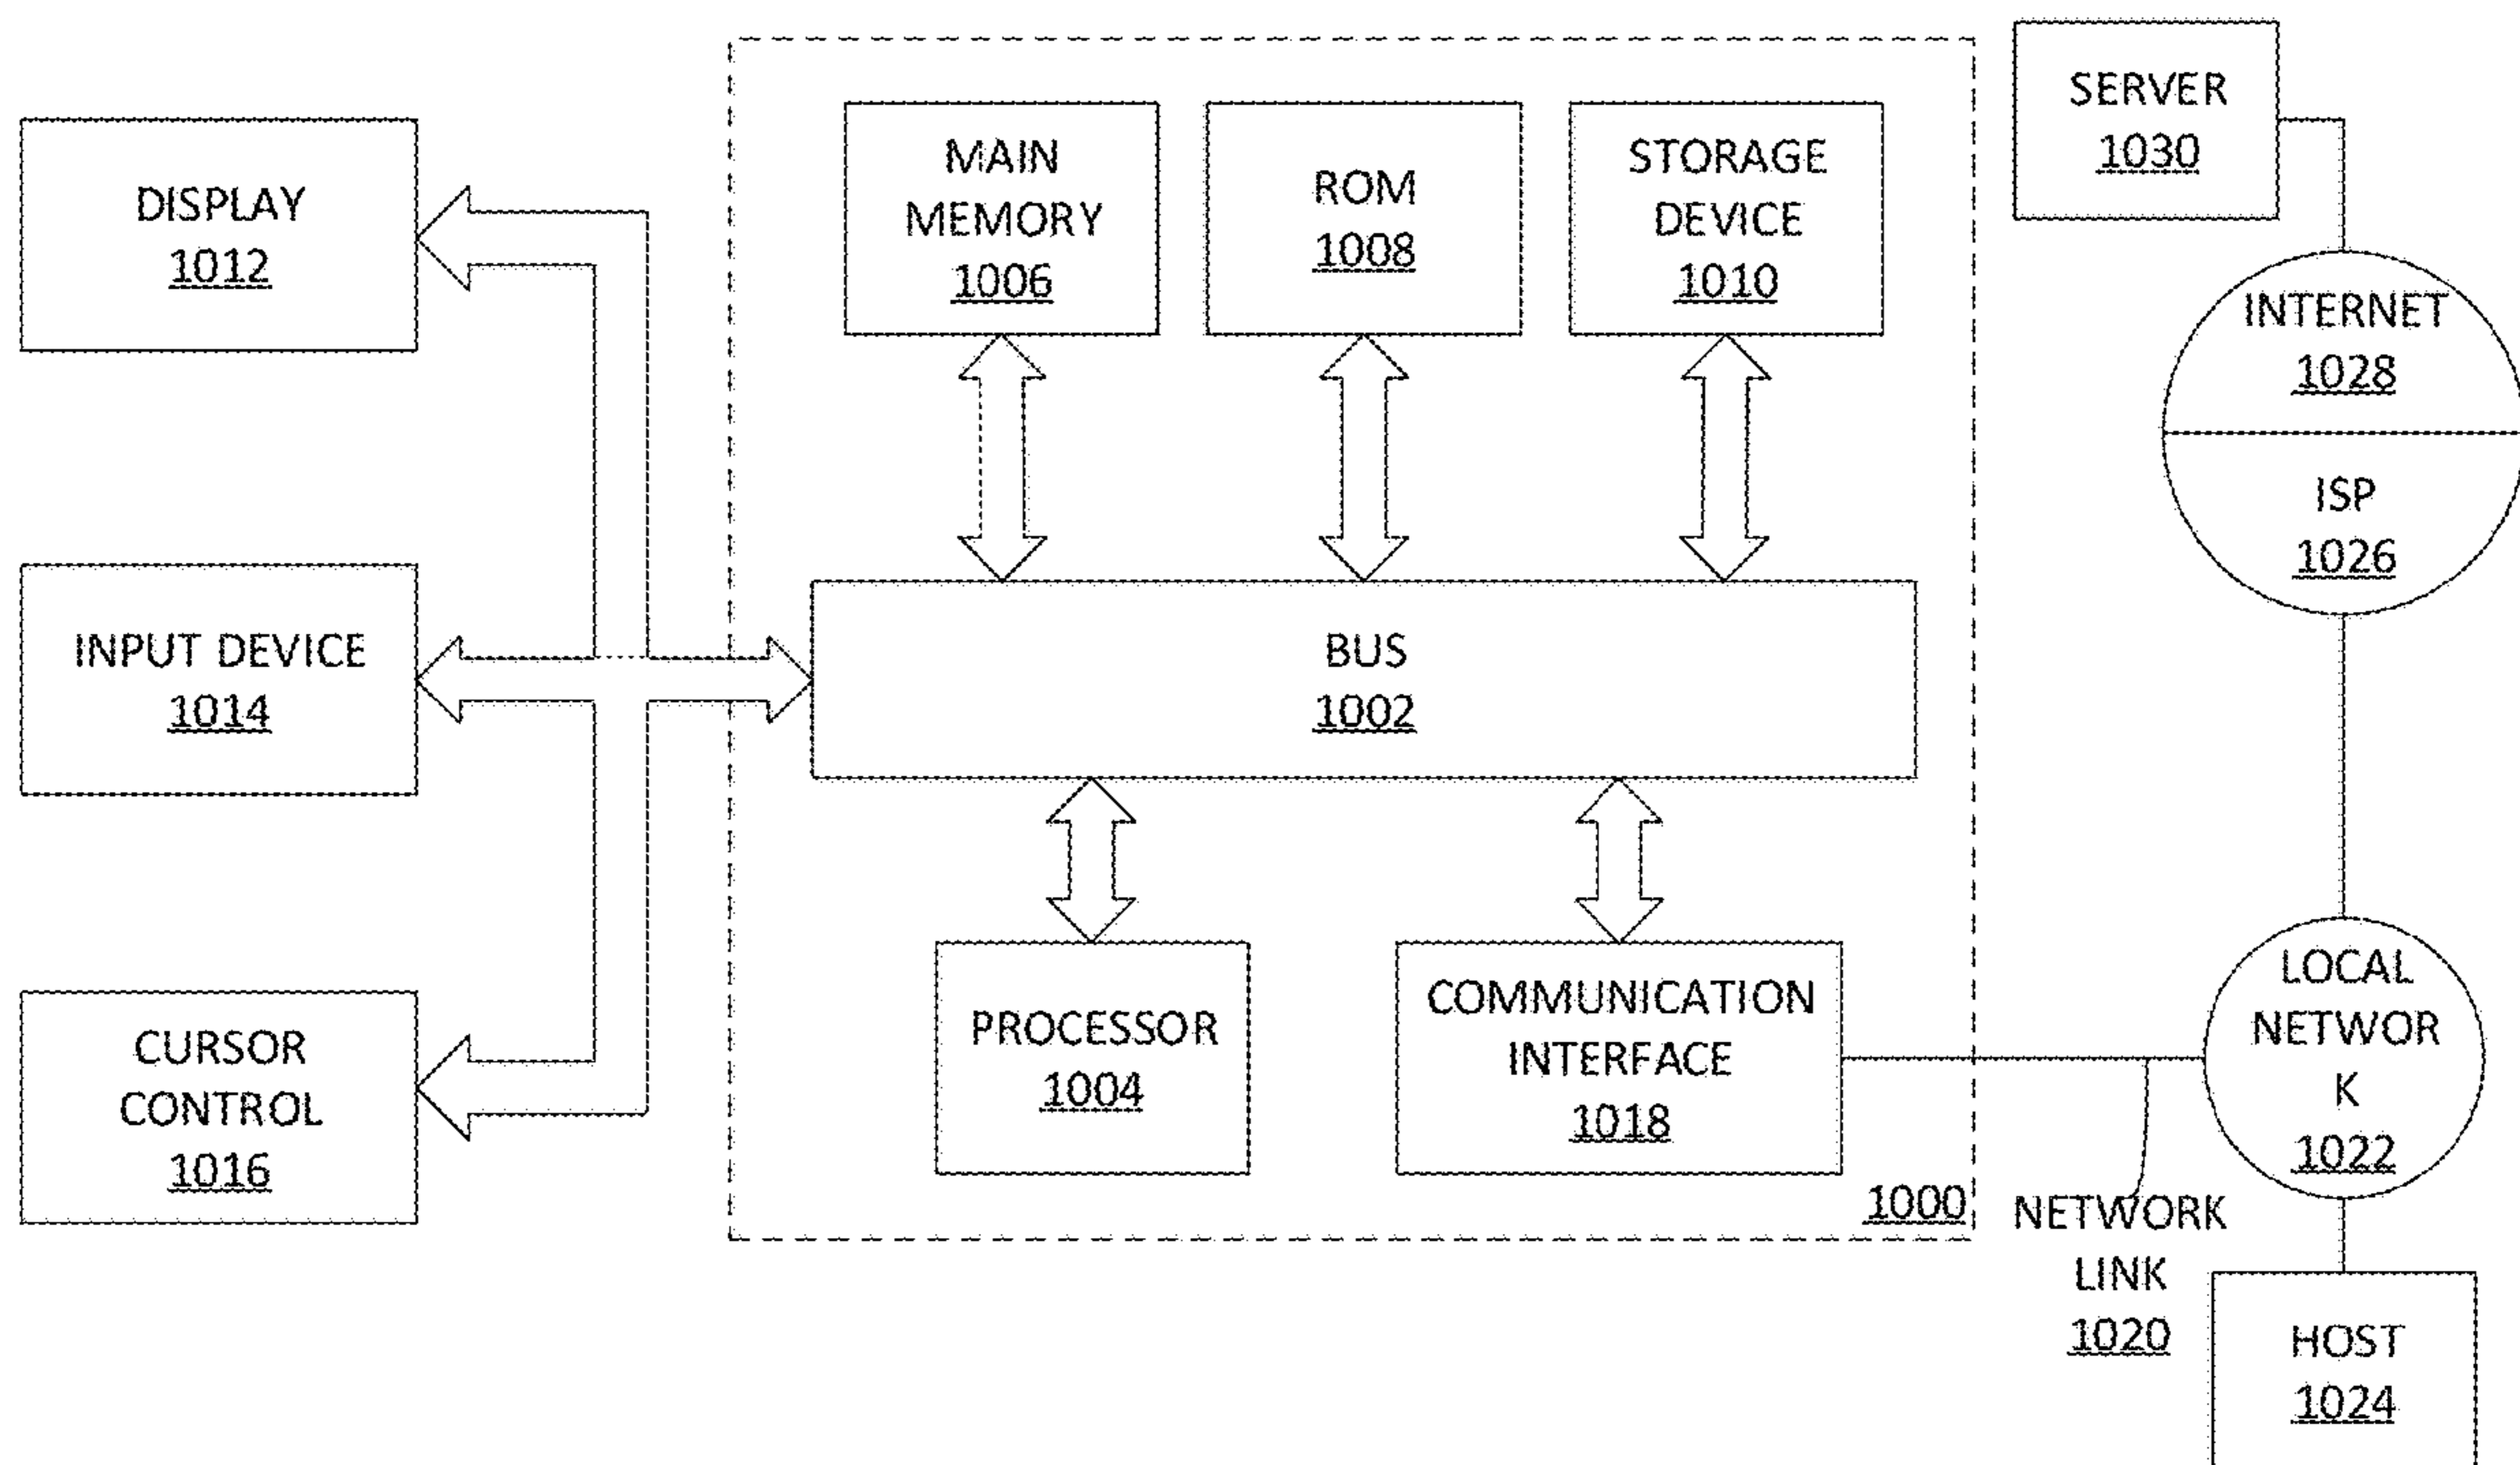 DISPLAY
1012
INPUT DEVICE
1014
CURSOR
CONTROL
1016
MAIN
MEMORY
1006
ROM
1008
STORAGE
DEVICE
1010
BUS
1002
PROCESSOR
1004
COMMUNICATION
INTERFACE
1018
1000
SERVER
1030
INTERNET
1028
ISP
1026
LOCAL
NETWOR
K
1022
NETWORK
LINK
1020
HOST
1024